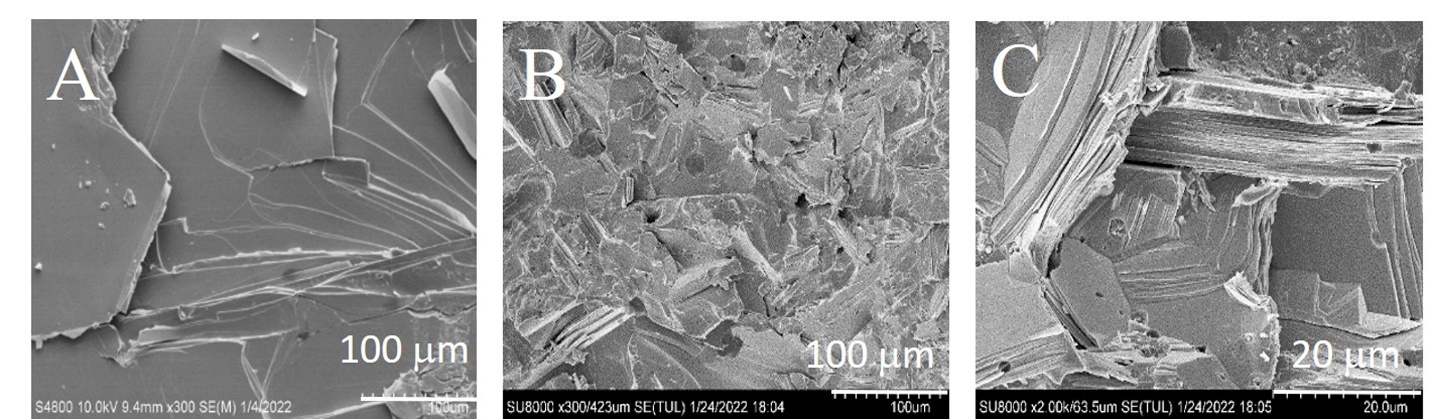 A
100 μm
S4800 10.0kV 9.4mm x300 SE(M) 1/4/2022
100um
B
100 μm
SU8000 x300/423um SE(TUL) 1/24/2022 18:04
100um
C
20 μm
SU8000 x2.00k/63.5um SE(TUL) 1/24/2022 18:05
20.0um